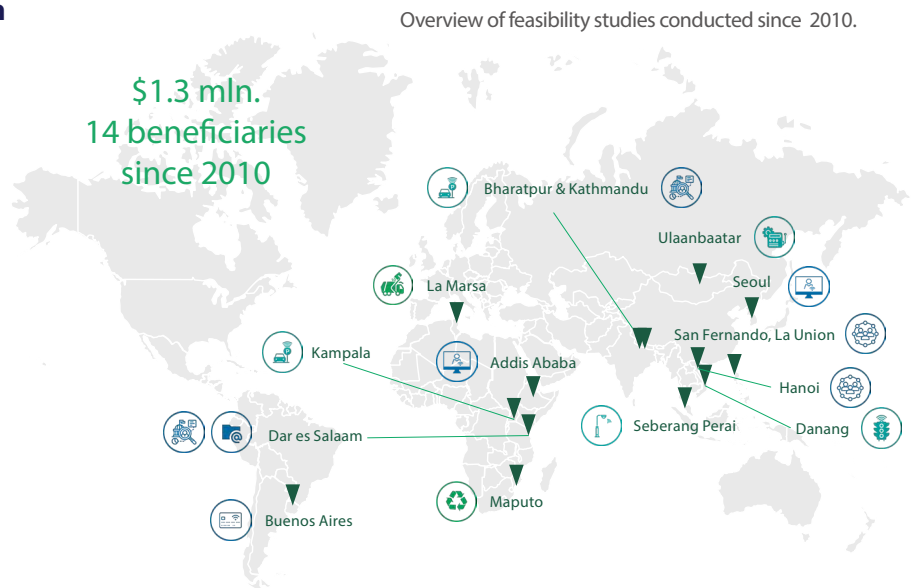 Overview of feasibility studies conducted since 2010.
$1.3 mln.
14 beneficiaries
since 2010
Bharatpur & Kathmandu
Ulaanbaatar
Seoul
La Marsa
San Fernando, La Union
Kampala
Addis Ababa
Hanoi
Seberang Perai
Danang
Dar es Salaam
Maputo
Buenos Aires